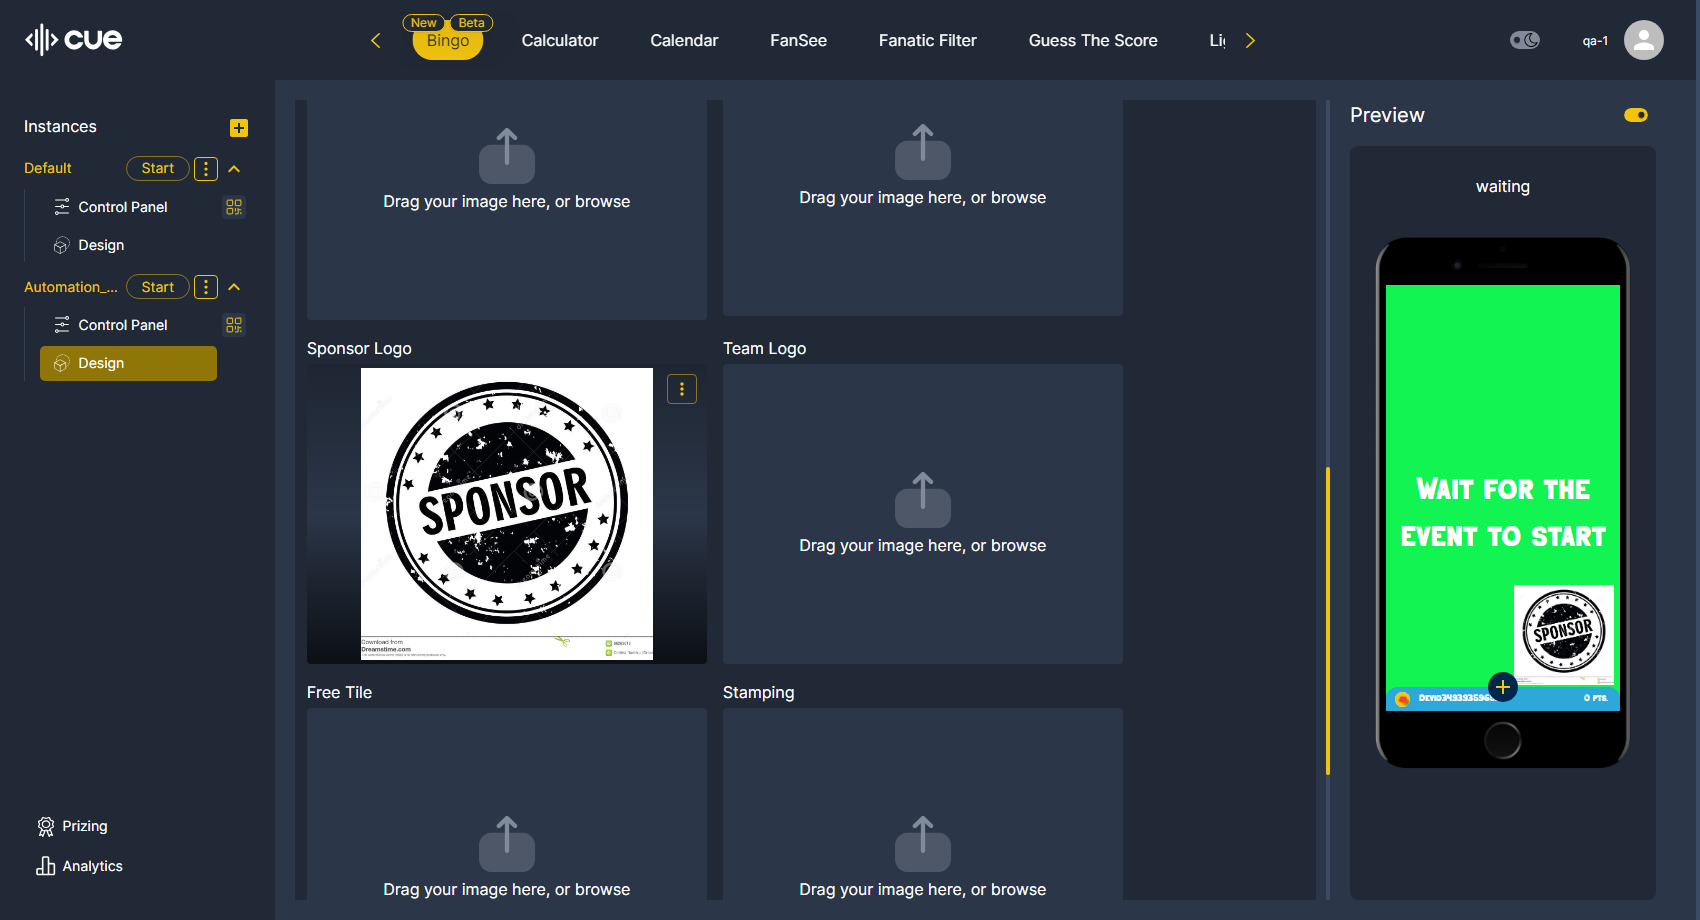 cue
New
Beta
Bingo
Calculator
Calendar
FanSee
Fanatic Filter
Guess The Score
qa-1
Instances
Default
Start
Control Panel
Design
Automation_...
Start
Control Panel
Design
Prizing
Analytics
Drag your image here, or browse
Drag your image here, or browse
Sponsor Logo
Team Logo
SPONSOR
Download from
Dreamstime.com
Drag your image here, or browse
Free Tile
Stamping
Drag your image here, or browse
Drag your image here, or browse
Preview
waiting
Wait for the
event to start
SPONSOR
0 pts.